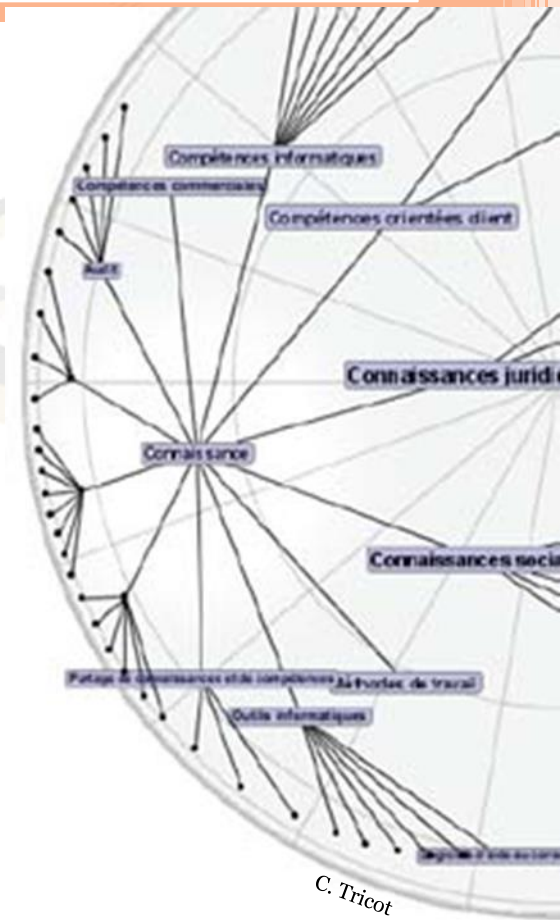 Compétences informatiques
Compétences commerciales
Compétences orientées client
Audit
Connaissances juridi
Connaissance
Connaissances socia
Partage de connaissances et de compétences
Méthodes de travail
Outils informatiques
C. Tricot